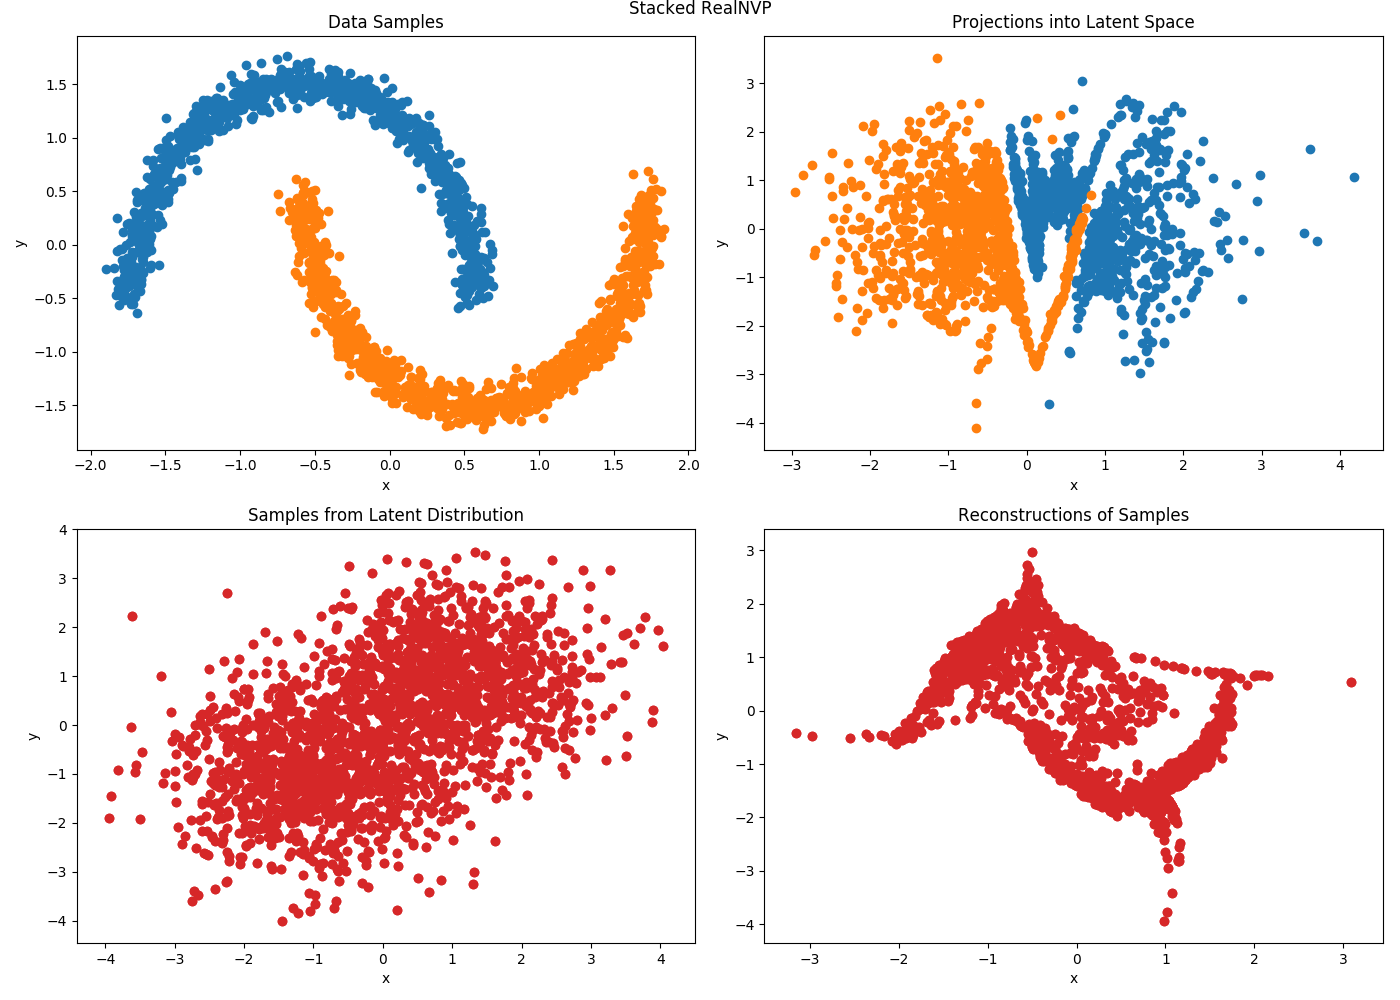 Stacked RealNVP
Data Samples
1.5
1.0
0.5
0.0
−0.5
−1.0
−1.5
y
−2.0 −1.5 −1.0 −0.5 0.0 0.5 1.0 1.5 2.0
x
Projections into Latent Space
3
2
1
0
−1
−2
−3
−4
y
−3 −2 −1 0 1 2 3 4
x
Samples from Latent Distribution
4
3
2
1
0
−1
−2
−3
−4
y
−4 −3 −2 −1 0 1 2 3 4
x
Reconstructions of Samples
3
2
1
0
−1
−2
−3
−4
y
−3 −2 −1 0 1 2 3
x